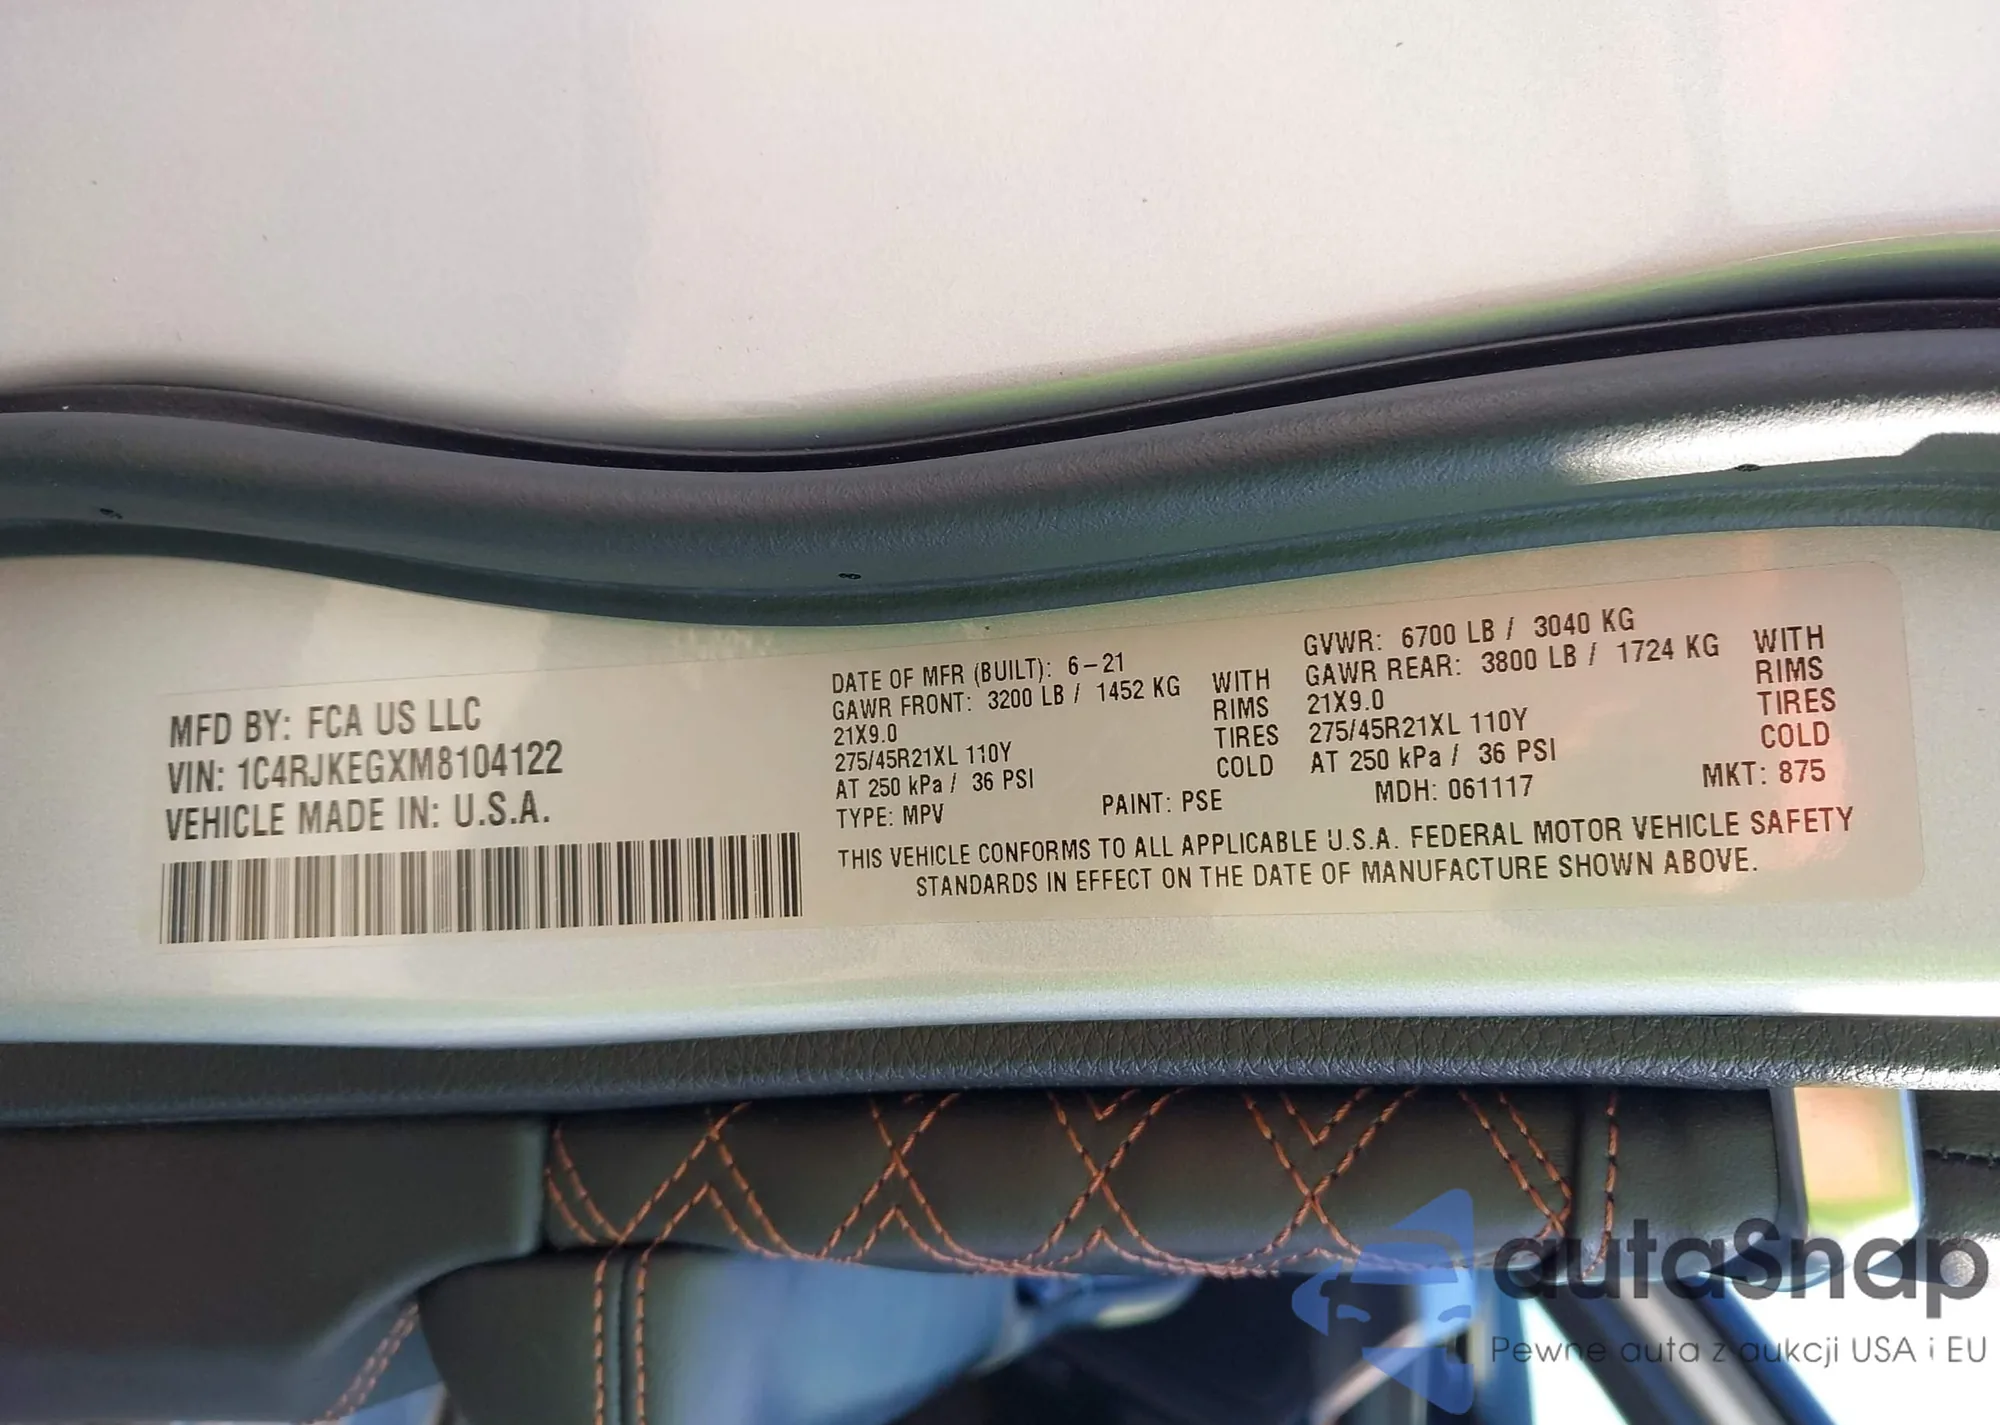 MFD BY: FCA US LLC
VIN: 1C4RJKEGXM8104122
VEHICLE MADE IN: U.S.A.
DATE OF MFR (BUILT): 6-21
GAWR FRONT: 3200 LB / 1452 KG WITH
21X9.0 RIMS
275/45R21XL 110Y TIRES
AT 250 kPa / 36 PSI COLD
TYPE: MPV PAINT: PSE
GVWR: 6700 LB / 3040 KG
GAWR REAR: 3800 LB / 1724 KG WITH
21X9.0 RIMS
275/45R21XL 110Y TIRES
AT 250 kPa / 36 PSI COLD
MDH: 061117 MKT: 875
THIS VEHICLE CONFORMS TO ALL APPLICABLE U.S.A. FEDERAL MOTOR VEHICLE SAFETY
STANDARDS IN EFFECT ON THE DATE OF MANUFACTURE SHOWN ABOVE.
autaSnap
Pewne auta z aukcji USA i EU